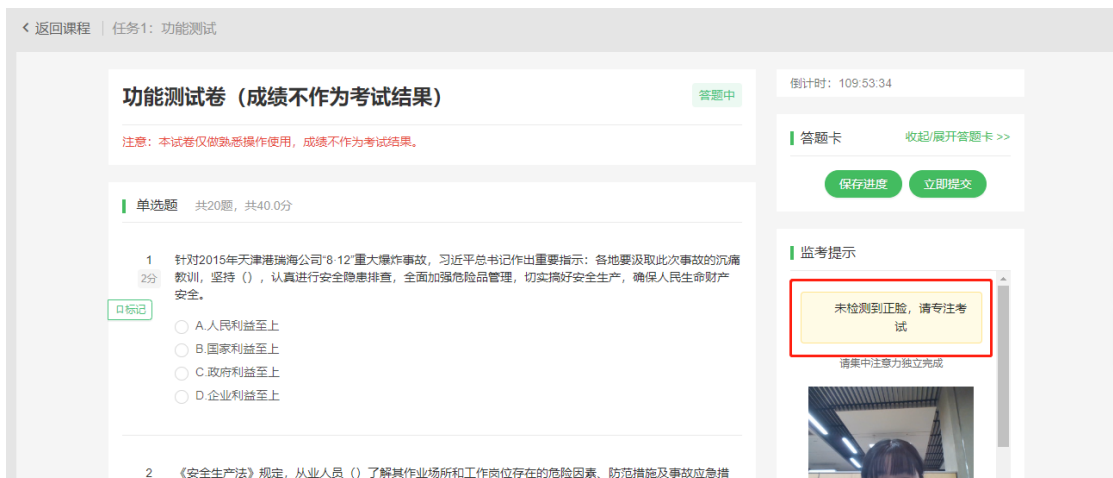 返回课程 任务1：功能测试
功能测试卷（成绩不作为考试结果）
答题中
注意：本试卷仅做熟悉操作使用，成绩不作为考试结果。
单选题 共20题，共40.0分
1 针对2015年天津港瑞海公司“8·12”重大爆炸事故，习近平总书记作出重要指示：各地要汲取此次事故的沉痛
2分 教训，坚持（），认真进行安全隐患排查，全面加强危险品管理，切实搞好安全生产，确保人民生命财产
安全。
口标记
A.人民利益至上
B.国家利益至上
C.政府利益至上
D.企业利益至上
2 《安全生产法》规定，从业人员（）了解其作业场所和工作岗位存在的危险因素、防范措施及事故应急措
倒计时：109:53:34
答题卡 收起/展开答题卡 >>
保存进度 立即提交
监考提示
未检测到正脸，请专注考
试
请集中注意力独立完成